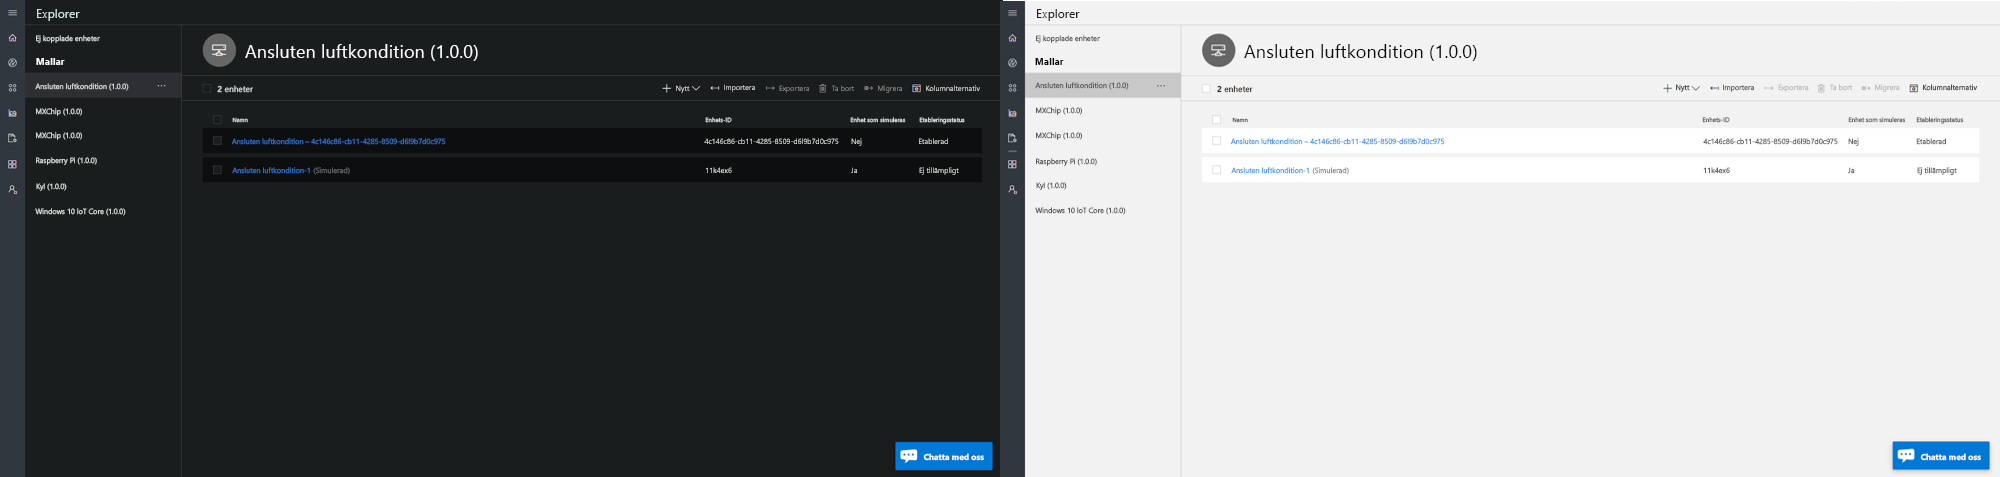 Explorer
Ej kopplade enheter
Mallar
Ansluten luftkondition (1.0.0) ...
MXChip (1.0.0)
MXChip (1.0.0)
Raspberry Pi (1.0.0)
Kyl (1.0.0)
Windows 10 IoT Core (1.0.0)
Ansluten luftkondition (1.0.0)
2 enheter
Nytt Importera Exportera Ta bort Migrera Kolumnalternativ
Namn Enhets-ID Enhet som simuleras Etableringsstatus
Ansluten luftkondition – 4c146c86-cb11-4285-8509-d6l9b7d0c975 4c146c86-cb11-4285-8509-d6l9b7d0c975 Nej Etablerad
Ansluten luftkondition-1 (Simulerad) 11k4ex6 Ja Ej tillämpligt
Chatta med oss
Explorer
Ej kopplade enheter
Mallar
Ansluten luftkondition (1.0.0) ...
MXChip (1.0.0)
MXChip (1.0.0)
Raspberry Pi (1.0.0)
Kyl (1.0.0)
Windows 10 IoT Core (1.0.0)
Ansluten luftkondition (1.0.0)
2 enheter
Nytt Importera Exportera Ta bort Migrera Kolumnalternativ
Namn Enhets-ID Enhet som simuleras Etableringsstatus
Ansluten luftkondition – 4c146c86-cb11-4285-8509-d6l9b7d0c975 4c146c86-cb11-4285-8509-d6l9b7d0c975 Nej Etablerad
Ansluten luftkondition-1 (Simulerad) 11k4ex6 Ja Ej tillämpligt
Chatta med oss